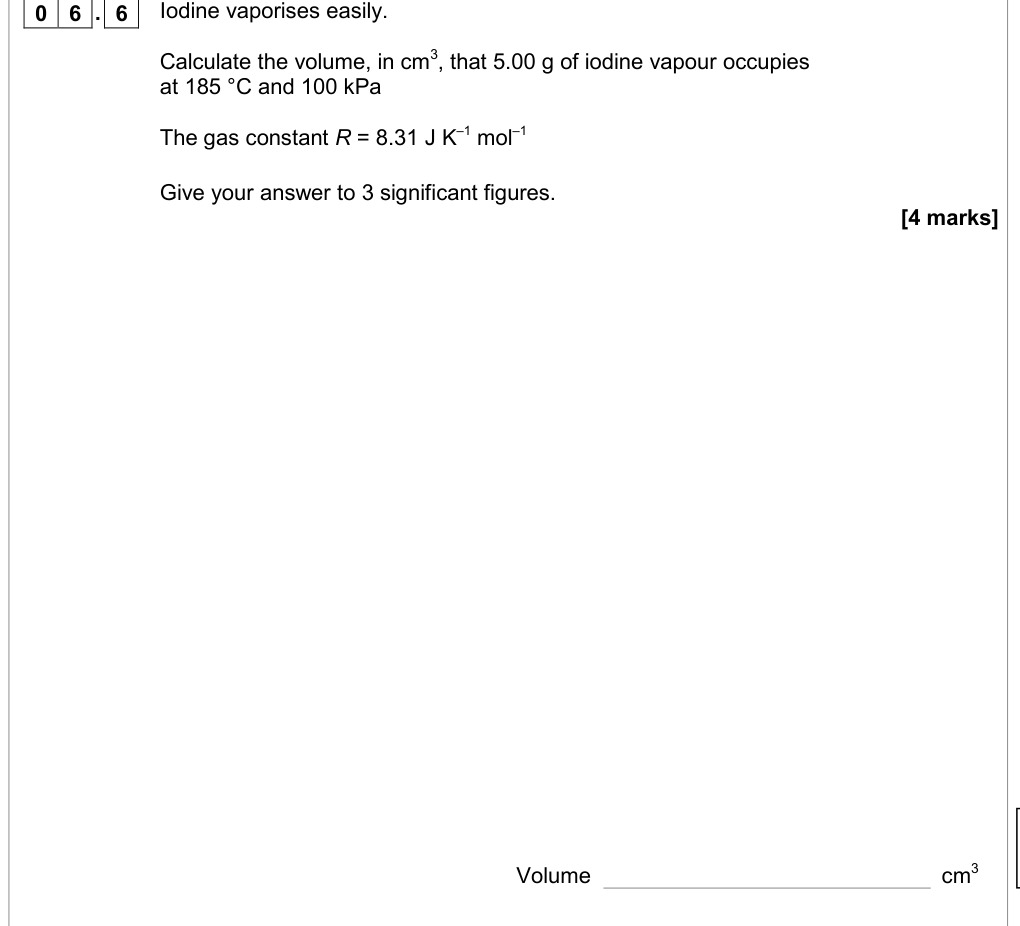 0 6 . 6 Iodine vaporises easily.
Calculate the volume, in cm³, that 5.00 g of iodine vapour occupies
at 185 °C and 100 kPa
The gas constant R = 8.31 J K⁻¹ mol⁻¹
Give your answer to 3 significant figures.
[4 marks]
Volume cm³